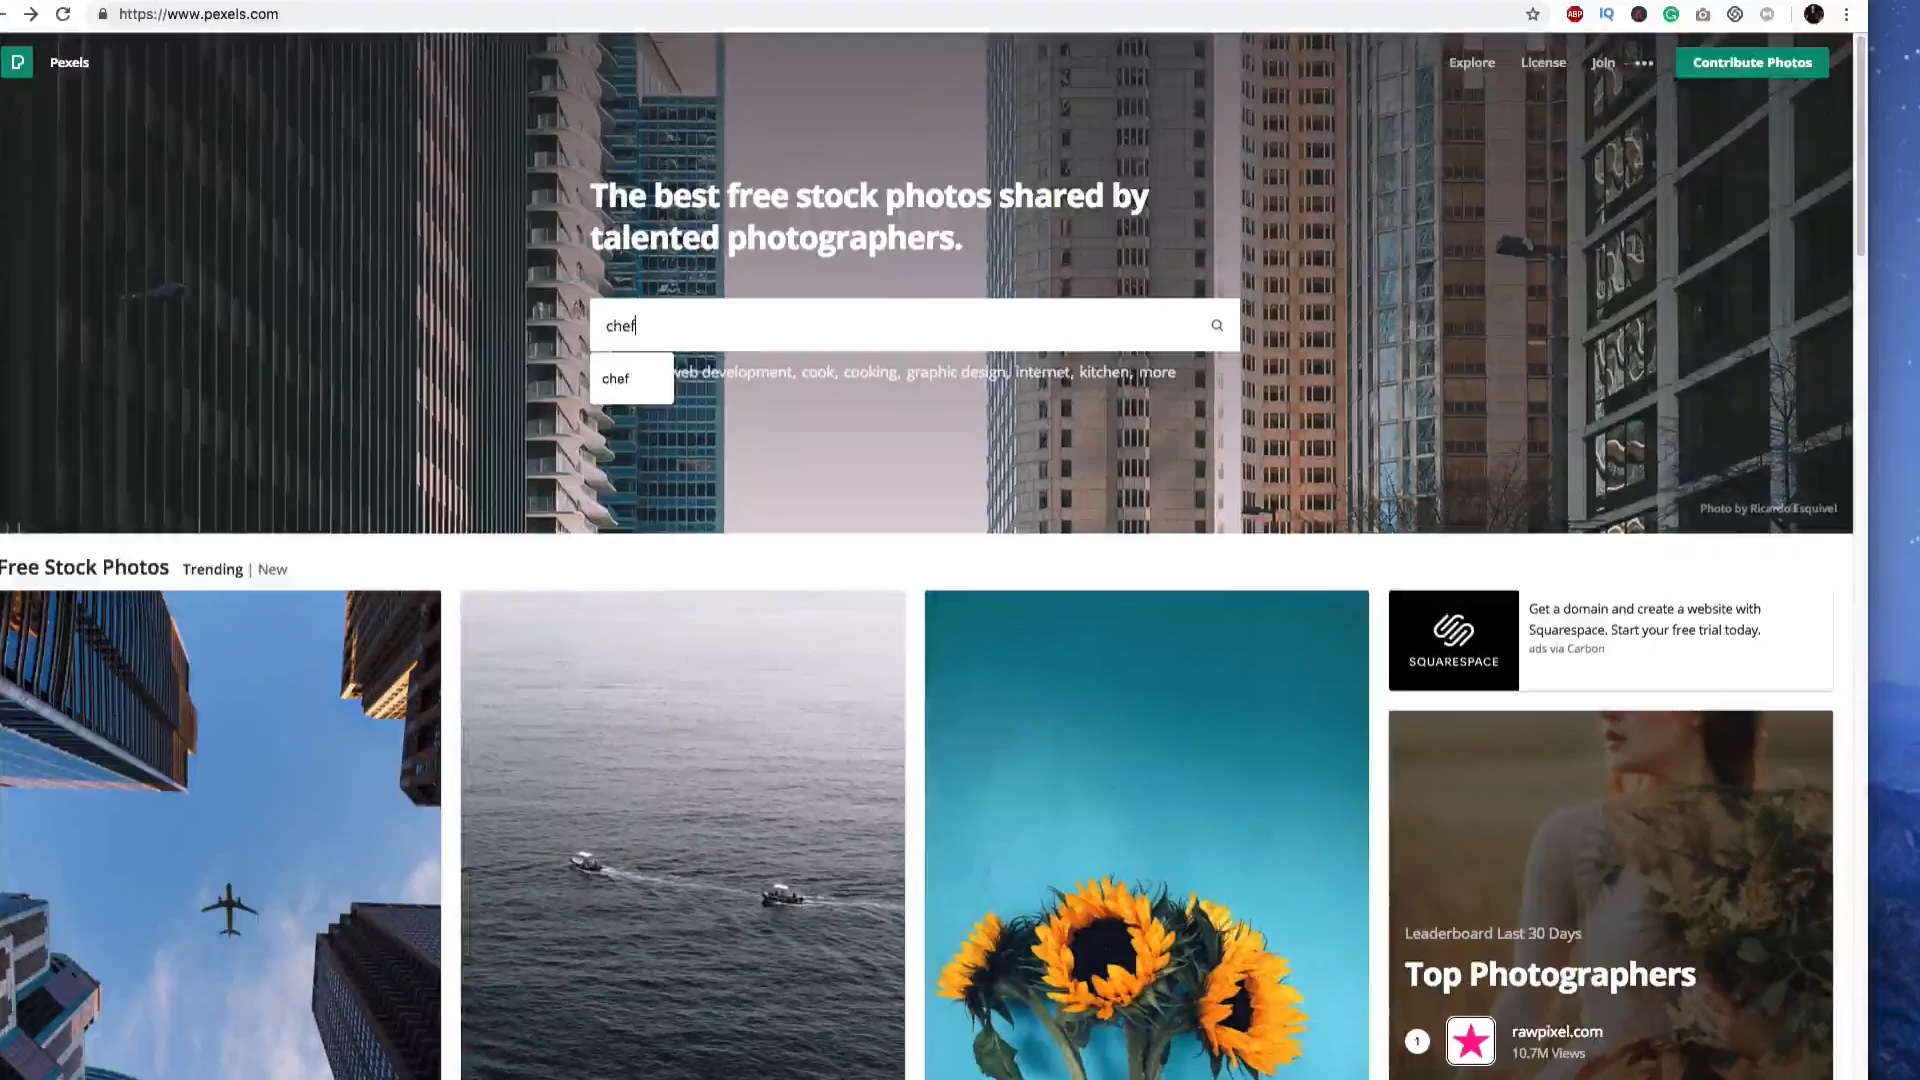 https://www.pexels.com
ABP
Pexels
Explore
License
Join
Contribute Photos
The best free stock photos shared by
talented photographers.
chef
chef
web development, cook, cooking, graphic design, internet, kitchen, more
Photo by Ricardo Esquivel
Free Stock Photos
Trending | New
SQUARESPACE
Get a domain and create a website with
Squarespace. Start your free trial today.
ads via Carbon
Leaderboard Last 30 Days
Top Photographers
1
rawpixel.com
10.7M Views